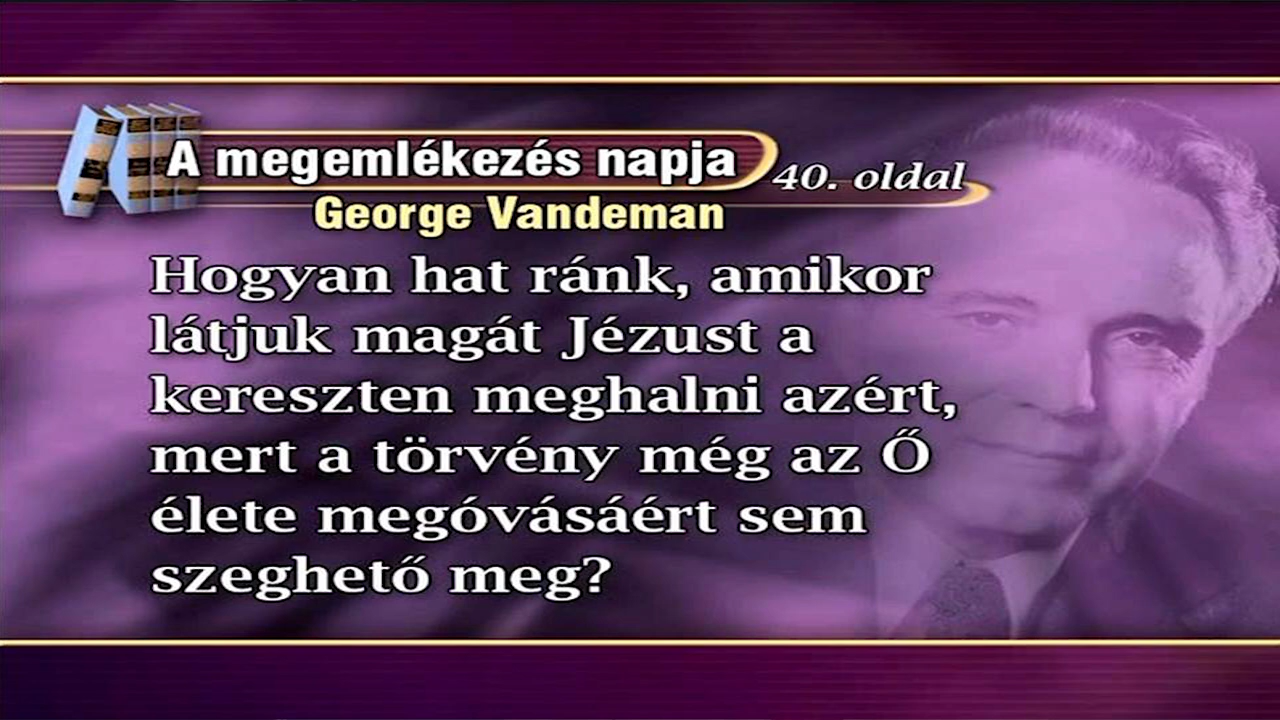 A megemlékezés napja
40. oldal
George Vandeman
Hogyan hat ránk, amikor
látjuk magát Jézust a
kereszten meghalni azért,
mert a törvény még az Ő
élete megóvásáért sem
szeghető meg?